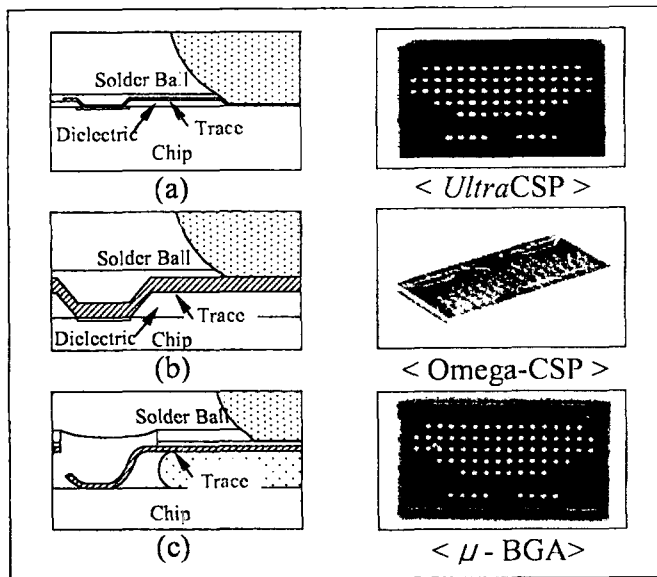 Solder Ball
Dielectric
Trace
Chip
(a)
< UltraCSP >
Solder Ball
Trace
Dielectric
Chip
(b)
< Omega-CSP >
Solder Ball
Trace
Chip
(c)
< μ - BGA>